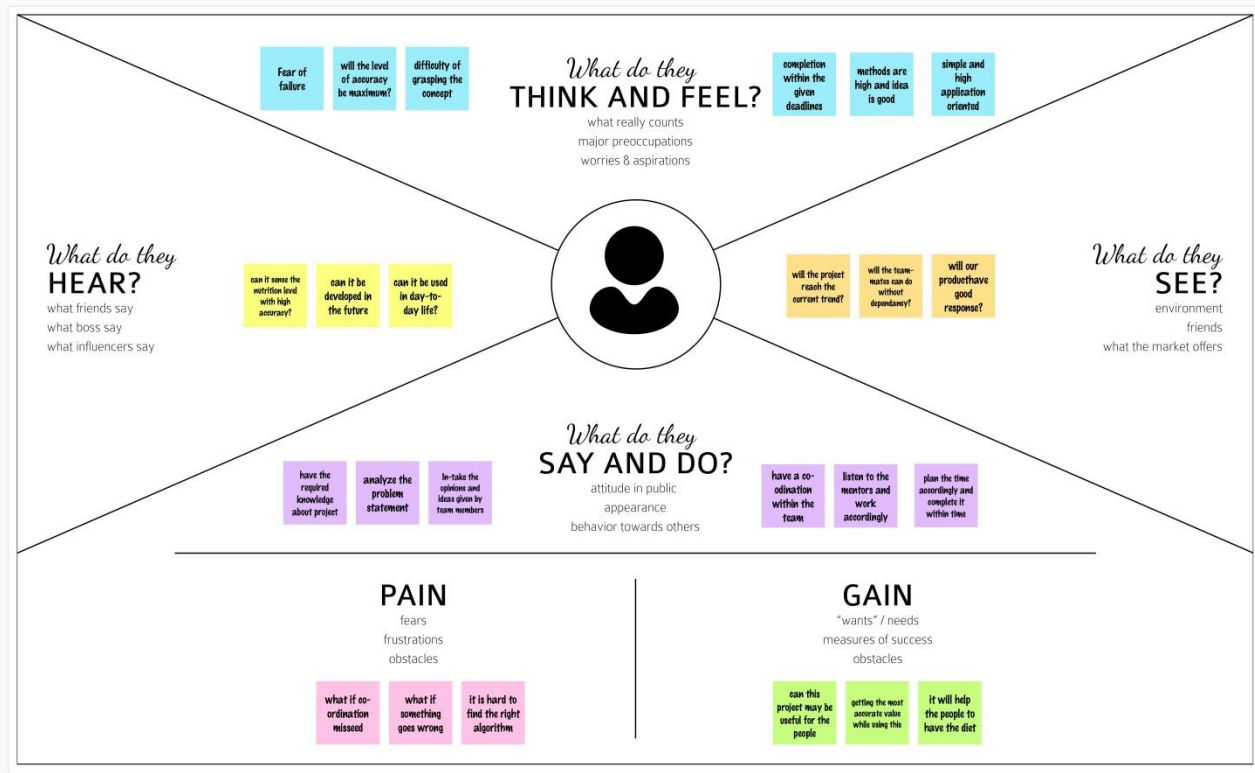 What do they
THINK AND FEEL?
what really counts
major preoccupations
worries & aspirations
Fear of
failure
will the level
of accuracy
be maximum?
difficulty of
grasping the
concept
completion
within the
given
deadlines
methods are
high and idea
is good
simple and
high
application
oriented
What do they
HEAR?
what friends say
what boss say
what influencers say
can it sense the
nutrition level
with high
accuracy?
can it be
developed in
the future
can it be used
in day-to-
day life?
will the project
reach the
current trend?
will the team-
mates can do
without
dependancy?
will our
producthave
good
response?
What do they
SEE?
environment
friends
what the market offers
What do they
SAY AND DO?
attitude in public
appearance
behavior towards others
have the
required
knowledge
about project
analyze the
problem
statement
In-take the
opinions and
ideas given by
team members
have a co-
odination
within the
team
listen to the
mentors and
work
accordingly
plan the time
accordingly and
complete it
within time
PAIN
fears
frustrations
obstacles
what if co-
ordination
misseed
what if
something
goes wrong
it is hard to
find the right
algorithm
GAIN
"wants" / needs
measures of success
obstacles
can this
project may be
useful for the
people
getting the most
accurate value
while using this
it will help
the people to
have the diet